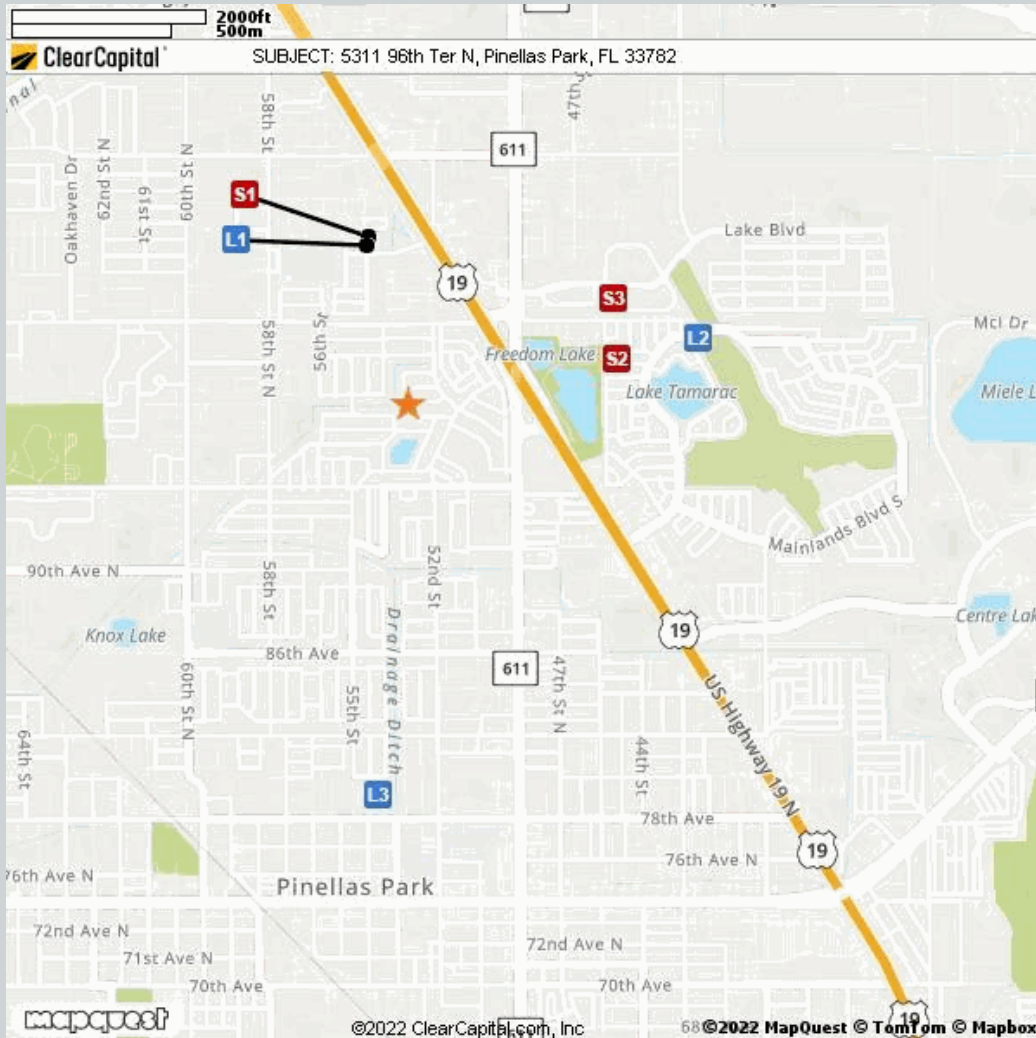 2000ft
500m
ClearCapital
SUBJECT: 5311 96th Ter N, Pinellas Park, FL 33782
nal
47th
58th St
611
62nd St N
60th St N
Oakhaven Dr
61st St
S1
L1
Lake Blvd
19
S3
Mcl Dr
56th St
58th St N
L2
Freedom Lake
S2
Lake Tamarac
Miele L
Mainlands Blvd S
90th Ave N
52nd St
58th St
Centre Lak
Drainage Ditch
Knox Lake
19
86th Ave
611
47th St N
60th St N
55th St
US Highway 19 N
64th St
44th St
L3
78th Ave
19
76th Ave N
76th Ave N
Pinellas Park
72nd Ave N
72nd Ave N
71st Ave N
70th Ave
70th Ave
19
mapquest
©2022 ClearCapital.com, Inc
611
68
©2022 MapQuest © TomTom © Mapbox